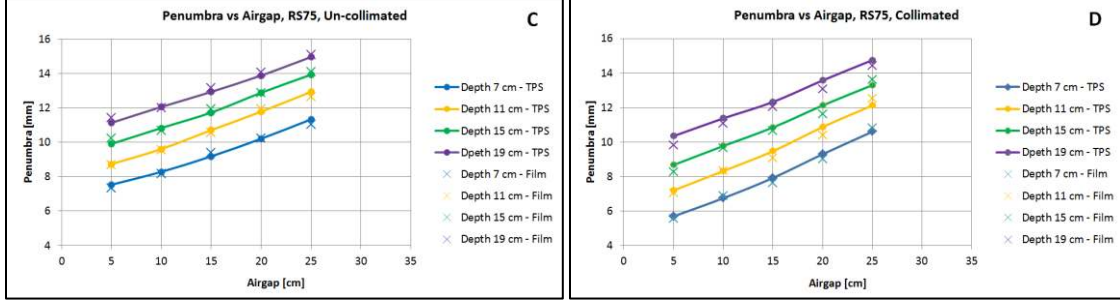 Penumbra vs Airgap, RS75, Un-collimated
C
16
14
12
10
8
6
4
Penumbra [mm]
0 5 10 15 20 25 30 35
Airgap [cm]
Depth 7 cm - TPS
Depth 11 cm - TPS
Depth 15 cm - TPS
Dpeth 19 cm - TPS
Depth 7 cm - Film
Depth 11 cm - Film
Depth 15 cm - Film
Depth 19 cm - Film
Penumbra vs Airgap, RS75, Collimated
D
16
14
12
10
8
6
4
Penumbra [mm]
0 5 10 15 20 25 30 35
Airgap [cm]
Depth 7 cm - TPS
Depth 11 cm - TPS
Depth 15 cm - TPS
Dpeth 19 cm - TPS
Depth 7 cm - Film
Depth 11 cm - Film
Depth 15 cm - Film
Depth 19 cm - Film